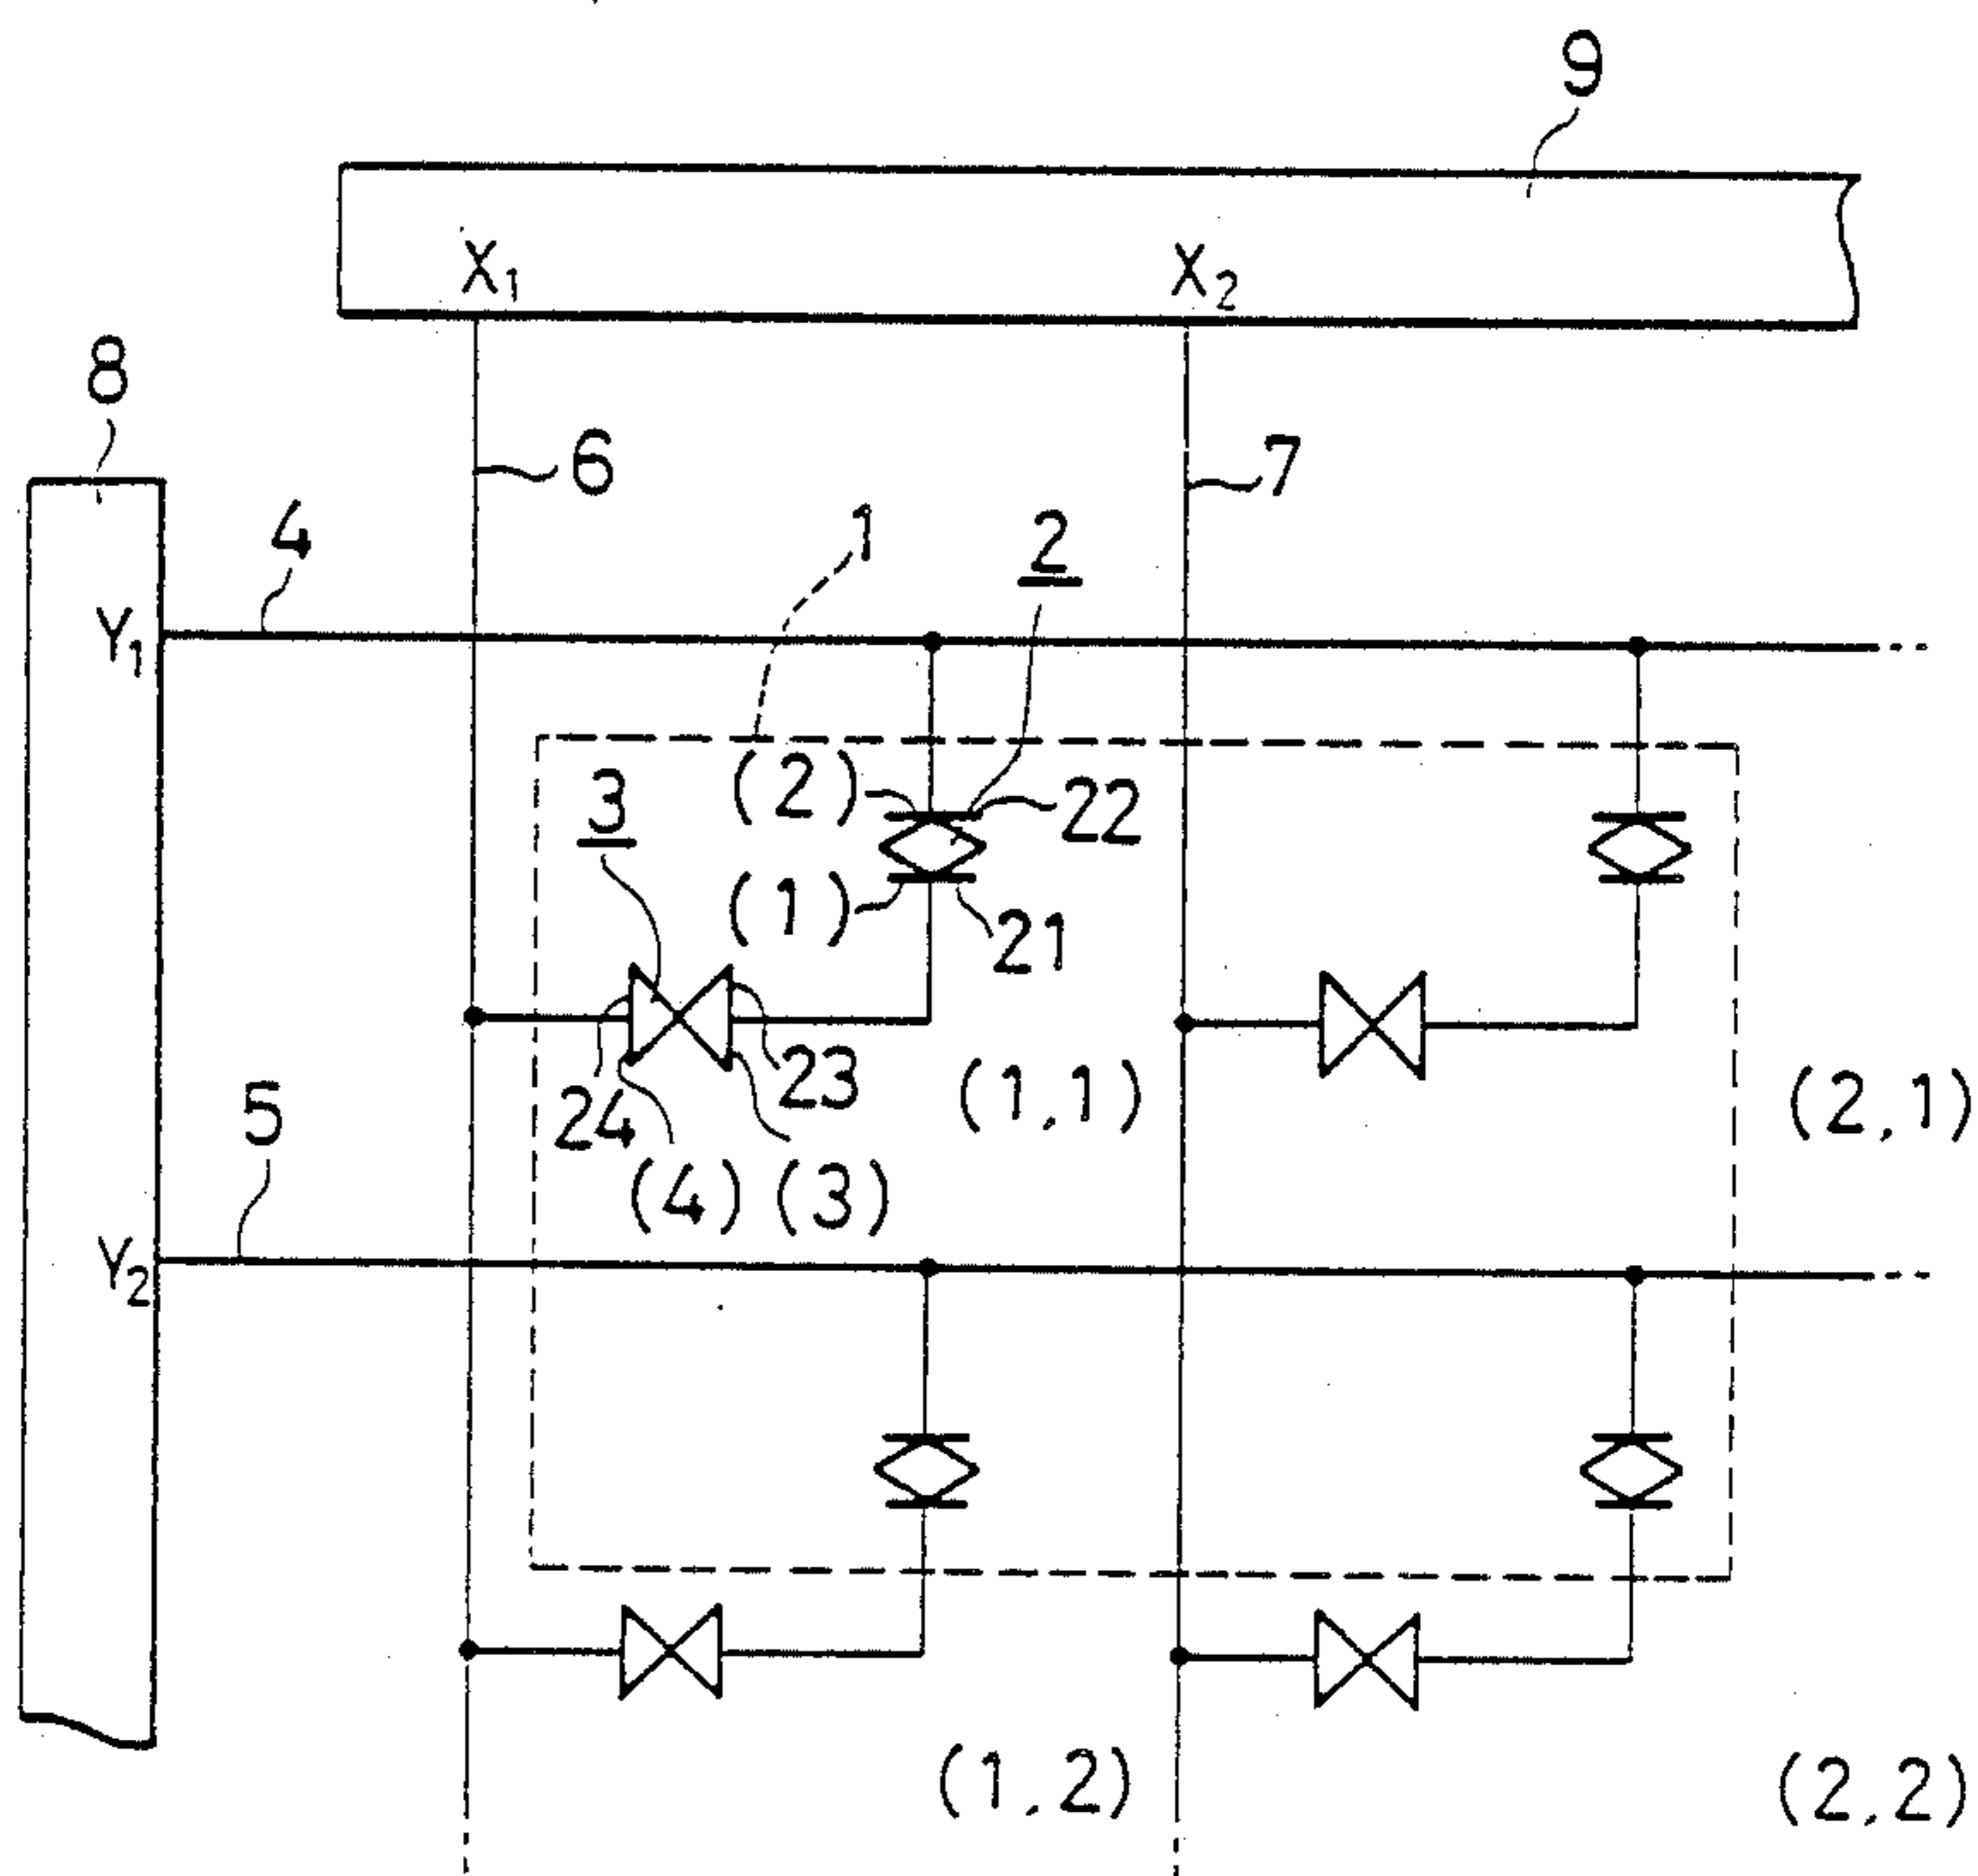 9
X1 X2
8
6 7
4 1 2
Y1
3 (2) 22
(1) 21
24 23 (1,1) (2,1)
5
(4) (3)
Y2
(1,2) (2,2)